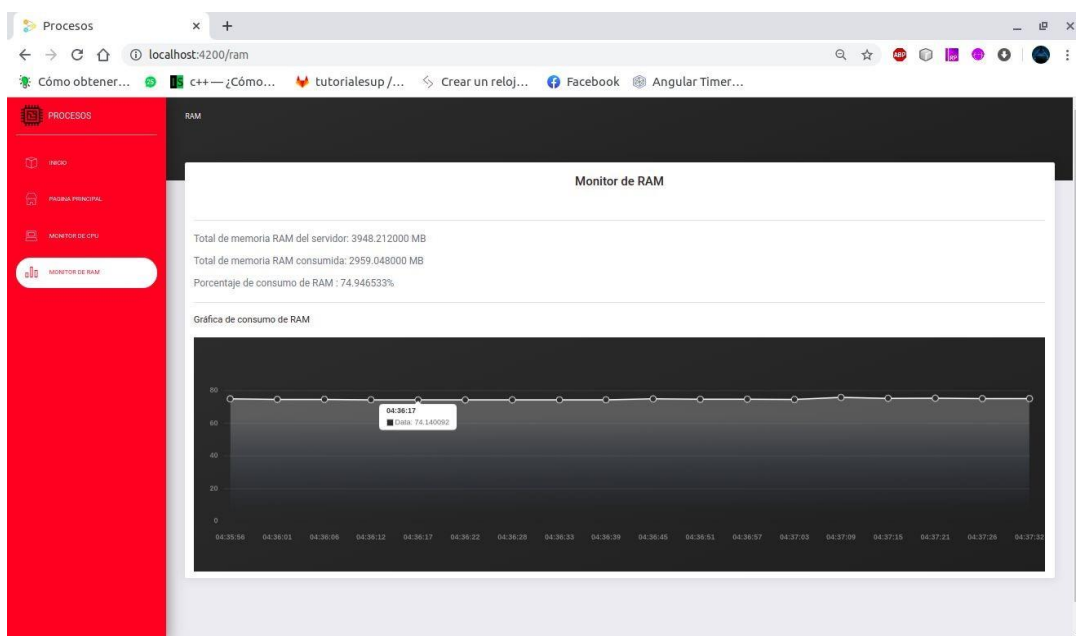 Procesos
localhost:4200/ram
ABP
Cómo obtener...
c++ — ¿Cómo...
tutorialesup /...
Crear un reloj...
Facebook
Angular Timer...
PROCESOS
RAM
INICIO
PAGINA PRINCIPAL
MONITOR DE CPU
MONITOR DE RAM
Monitor de RAM
Total de memoria RAM del servidor: 3948.212000 MB
Total de memoria RAM consumida: 2959.048000 MB
Porcentaje de consumo de RAM : 74.946533%
Gráfica de consumo de RAM
80
60
40
20
0
04:36:17
Data: 74.140092
04:35:56 04:36:01 04:36:06 04:36:12 04:36:17 04:36:22 04:36:28 04:36:33 04:36:39 04:36:45 04:36:51 04:36:57 04:37:03 04:37:09 04:37:15 04:37:21 04:37:26 04:37:32